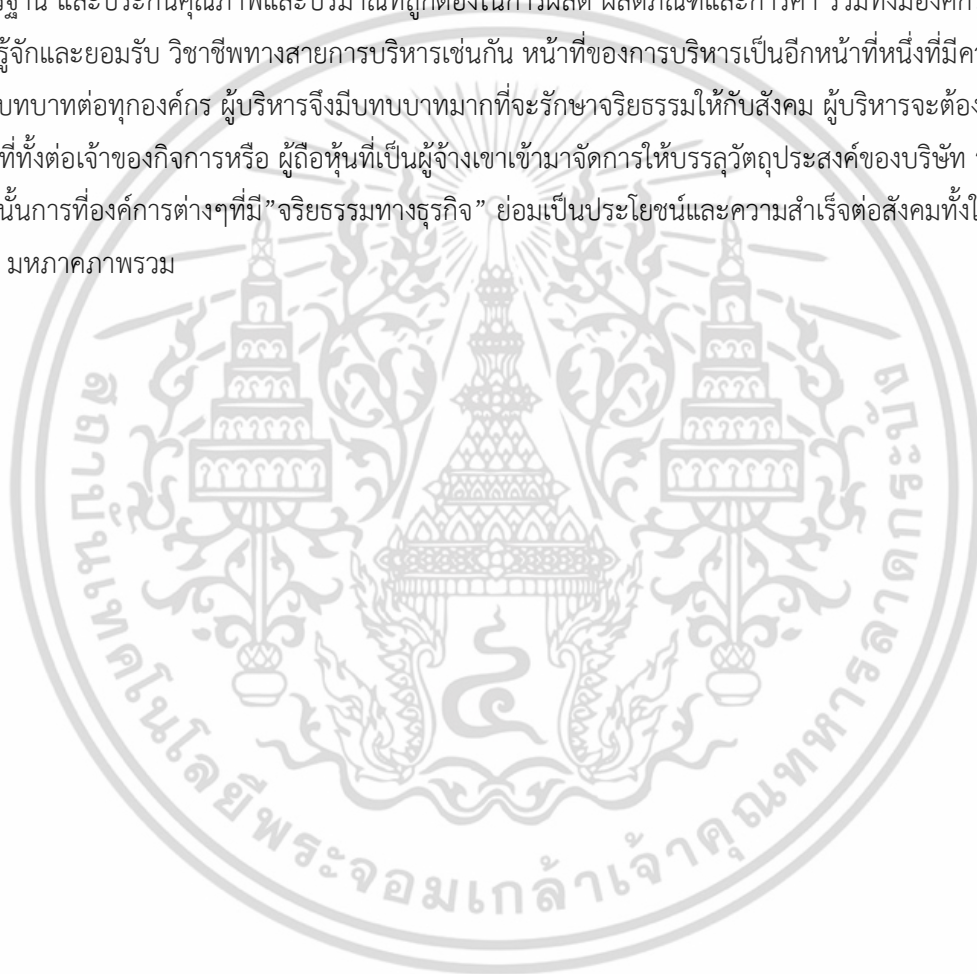 ฐาน และประกันคุณภาพและปริมาณที่ถูกต้องในการผลิต ผลิตภัณฑ์และการค้า รวมทั้งมีองค์ก
รู้จักและยอมรับ วิชาชีพทางสายการบริหารเช่นกัน หน้าที่ของการบริหารเป็นอีกหน้าที่หนึ่งที่มีค
บทบาทต่อทุกองค์กร ผู้บริหารจึงมีบทบบาทมากที่จะรักษาจริยธรรมให้กับสังคม ผู้บริหารจะต้อง
ที่ทั้งต่อเจ้าของกิจการหรือ ผู้ถือหุ้นที่เป็นผู้จ้างเขาเข้ามาจัดการให้บรรลุวัตถุประสงค์ของบริษัท
นั้นการที่องค์การต่างๆที่มี”จริยธรรมทางธุรกิจ” ย่อมเป็นประโยชน์และความสำเร็จต่อสังคมทั้งใ
มหภาคภาพรวม
สถาบันเทคโนโลยีพระจอมเกล้าเจ้าคุณทหารลาดกระบัง
๔